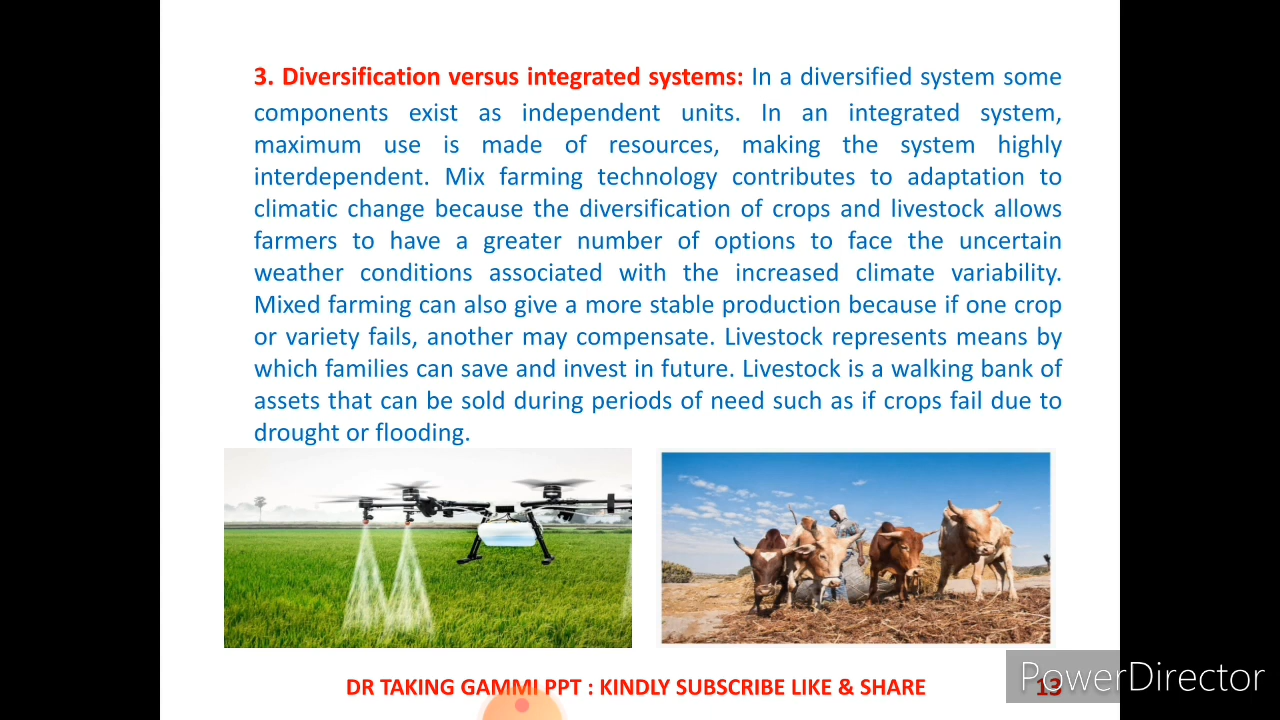 3. Diversification versus integrated systems: In a diversified system some
components exist as independent units. In an integrated system,
maximum use is made of resources, making the system highly
interdependent. Mix farming technology contributes to adaptation to
climatic change because the diversification of crops and livestock allows
farmers to have a greater number of options to face the uncertain
weather conditions associated with the increased climate variability.
Mixed farming can also give a more stable production because if one crop
or variety fails, another may compensate. Livestock represents means by
which families can save and invest in future. Livestock is a walking bank of
assets that can be sold during periods of need such as if crops fail due to
drought or flooding.
DR TAKING GAMMI PPT : KINDLY SUBSCRIBE LIKE & SHARE
13
PowerDirector